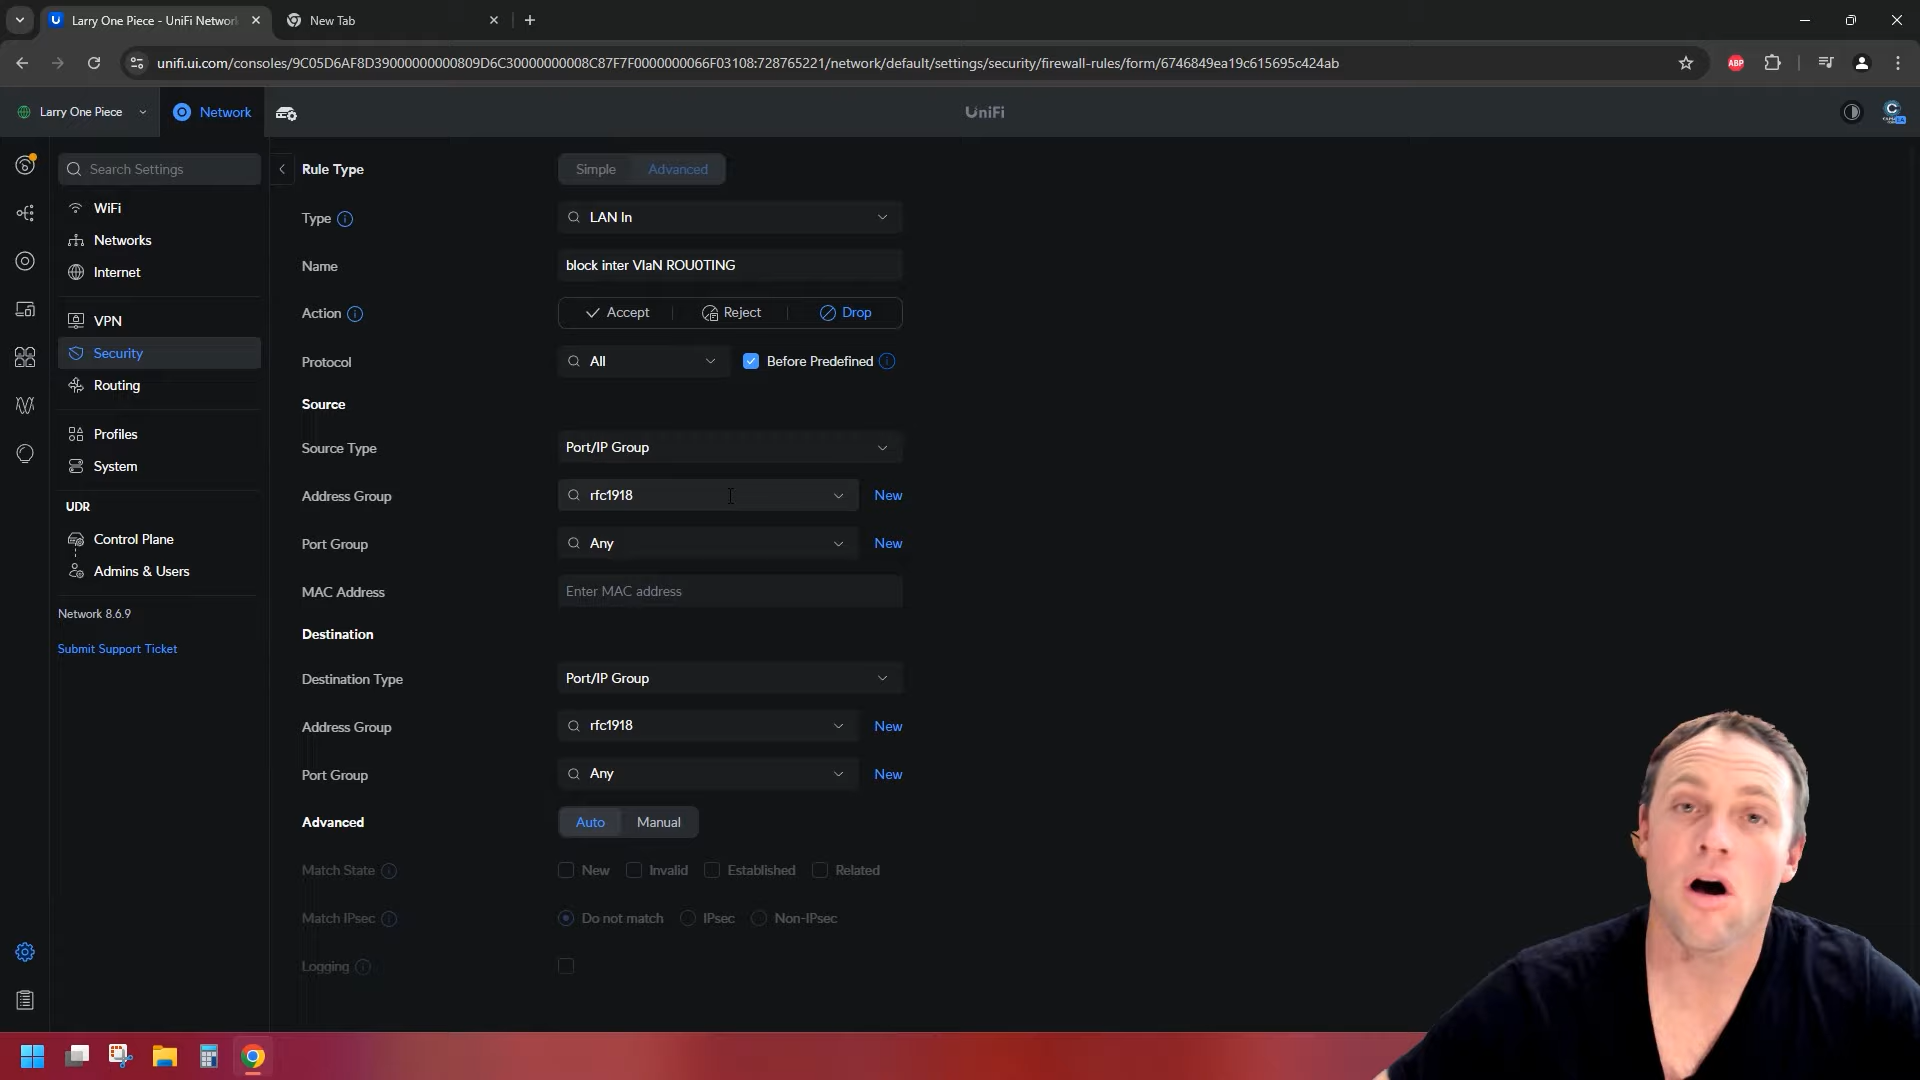 Larry One Piece - UniFi Networ
New Tab
unifi.ui.com/consoles/9C05D6AF8D39000000000809D6C30000000008C87F7F0000000066F03108:728765221/network/default/settings/security/firewall-rules/form/6746849ea19c615695c424ab
ABP
Larry One Piece
Network
UniFi
Search Settings
WiFi
Networks
Internet
VPN
Security
Routing
Profiles
System
UDR
Control Plane
Admins & Users
Network 8.6.9
Submit Support Ticket
Rule Type
Simple
Advanced
Type
LAN In
Name
block inter VlaN ROU0TING
Action
Accept
Reject
Drop
Protocol
All
Before Predefined
Source
Source Type
Port/IP Group
Address Group
rfc1918
New
Port Group
Any
New
MAC Address
Enter MAC address
Destination
Destination Type
Port/IP Group
Address Group
rfc1918
New
Port Group
Any
New
Advanced
Auto
Manual
Match State
New
Invalid
Established
Related
Match IPsec
Do not match
IPsec
Non-IPsec
Logging